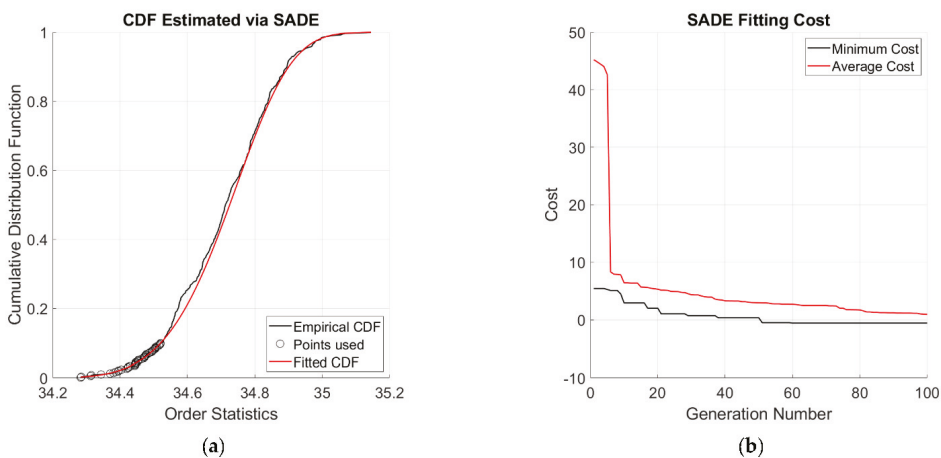 CDF Estimated via SADE
Cumulative Distribution Function
1
0.8
0.6
0.4
0.2
0
34.2 34.4 34.6 34.8 35 35.2
Order Statistics
Empirical CDF
Points used
Fitted CDF
(a)
SADE Fitting Cost
Cost
50
40
30
20
10
0
-10
0 20 40 60 80 100
Generation Number
Minimum Cost
Average Cost
(b)